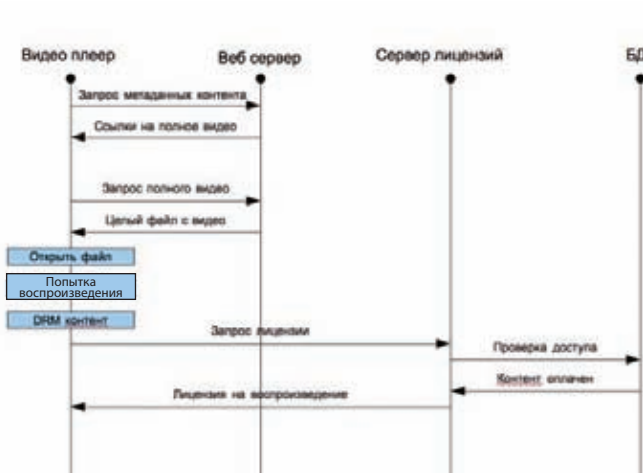 Видео плеер
Веб сервер
Сервер лицензий
БД
Запрос метаданных контента
Ссылки на полное видео
Запрос полного видео
Целый файл с видео
Открыть файл
Попытка
воспроизведения
DRM контент
Запрос лицензии
Проверка доступа
Контент оплачен
Лицензия на воспроизведение